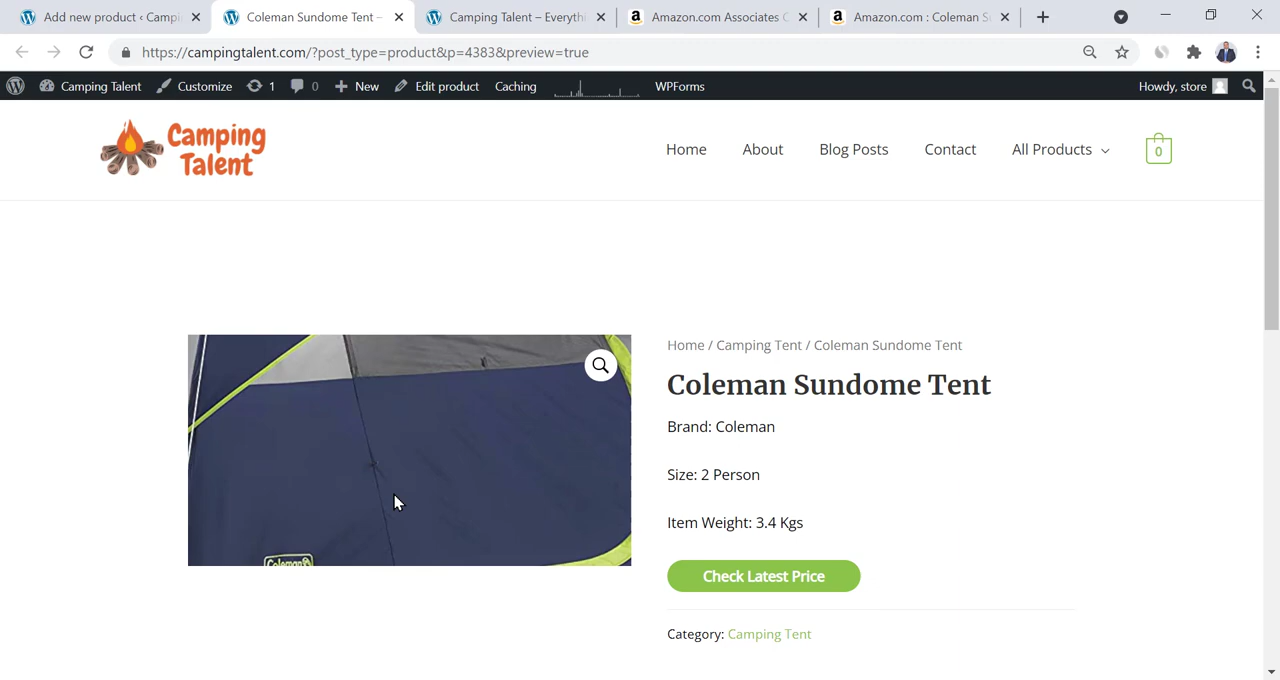 Add new product ‹ Campi
Coleman Sundome Tent –
Camping Talent – Everythi
Amazon.com Associates C
Amazon.com : Coleman S
https://campingtalent.com/?post_type=product&p=4383&preview=true
Camping Talent
Customize
1
0
New
Edit product
Caching
WPForms
Howdy, store
Camping
Talent
Home
About
Blog Posts
Contact
All Products
0
Home / Camping Tent / Coleman Sundome Tent
Coleman Sundome Tent
Brand: Coleman
Size: 2 Person
Item Weight: 3.4 Kgs
Coleman
Check Latest Price
Category: Camping Tent